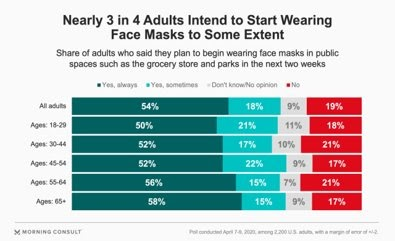 Nearly 3 in 4 Adults Intend to Start Wearing
Face Masks to Some Extent
Share of adults who said they plan to begin wearing face masks in public
spaces such as the grocery store and parks in the next two weeks
Yes, always Yes, sometimes Don't know/No opinion No
All adults 54% 18% 9% 19%
Ages: 18-29 50% 21% 11% 18%
Ages: 30-44 52% 17% 10% 21%
Ages: 45-54 52% 22% 9% 17%
Ages: 55-64 56% 15% 7% 21%
Ages: 65+ 58% 15% 9% 17%
MORNING CONSULT Poll conducted April 7-9, 2020, among 2,200 U.S. adults, with a margin of error of +/-2.